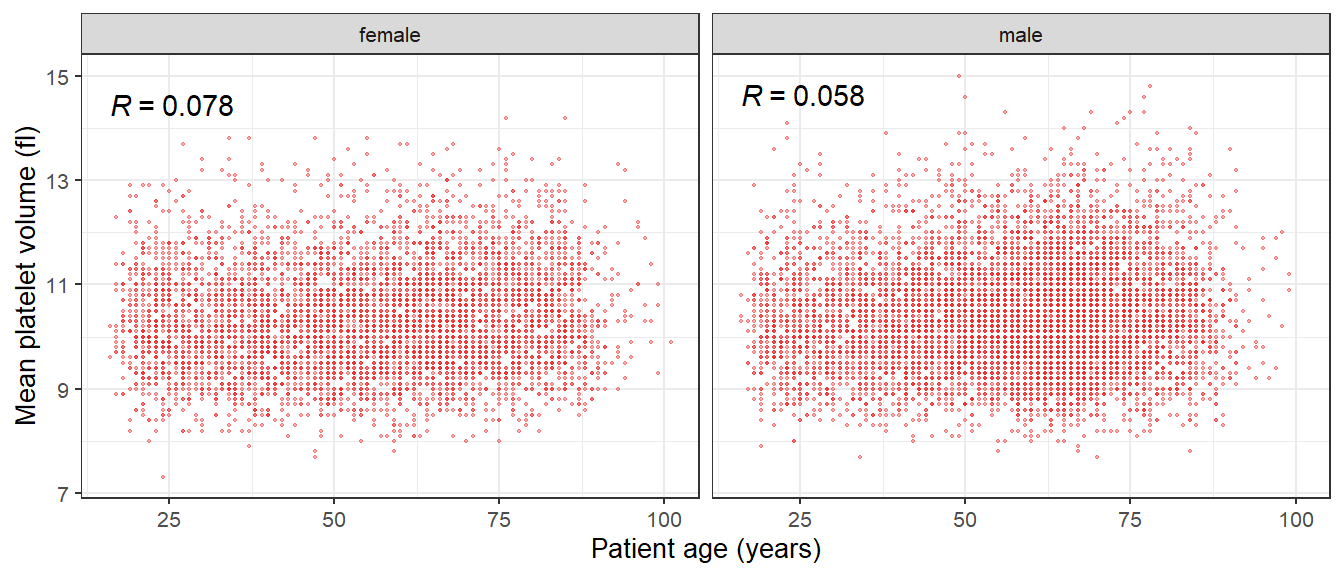 female
male
R = 0.078
R = 0.058
15
13
11
9
7
Mean platelet volume (fl)
25 50 75 100
25 50 75 100
Patient age (years)